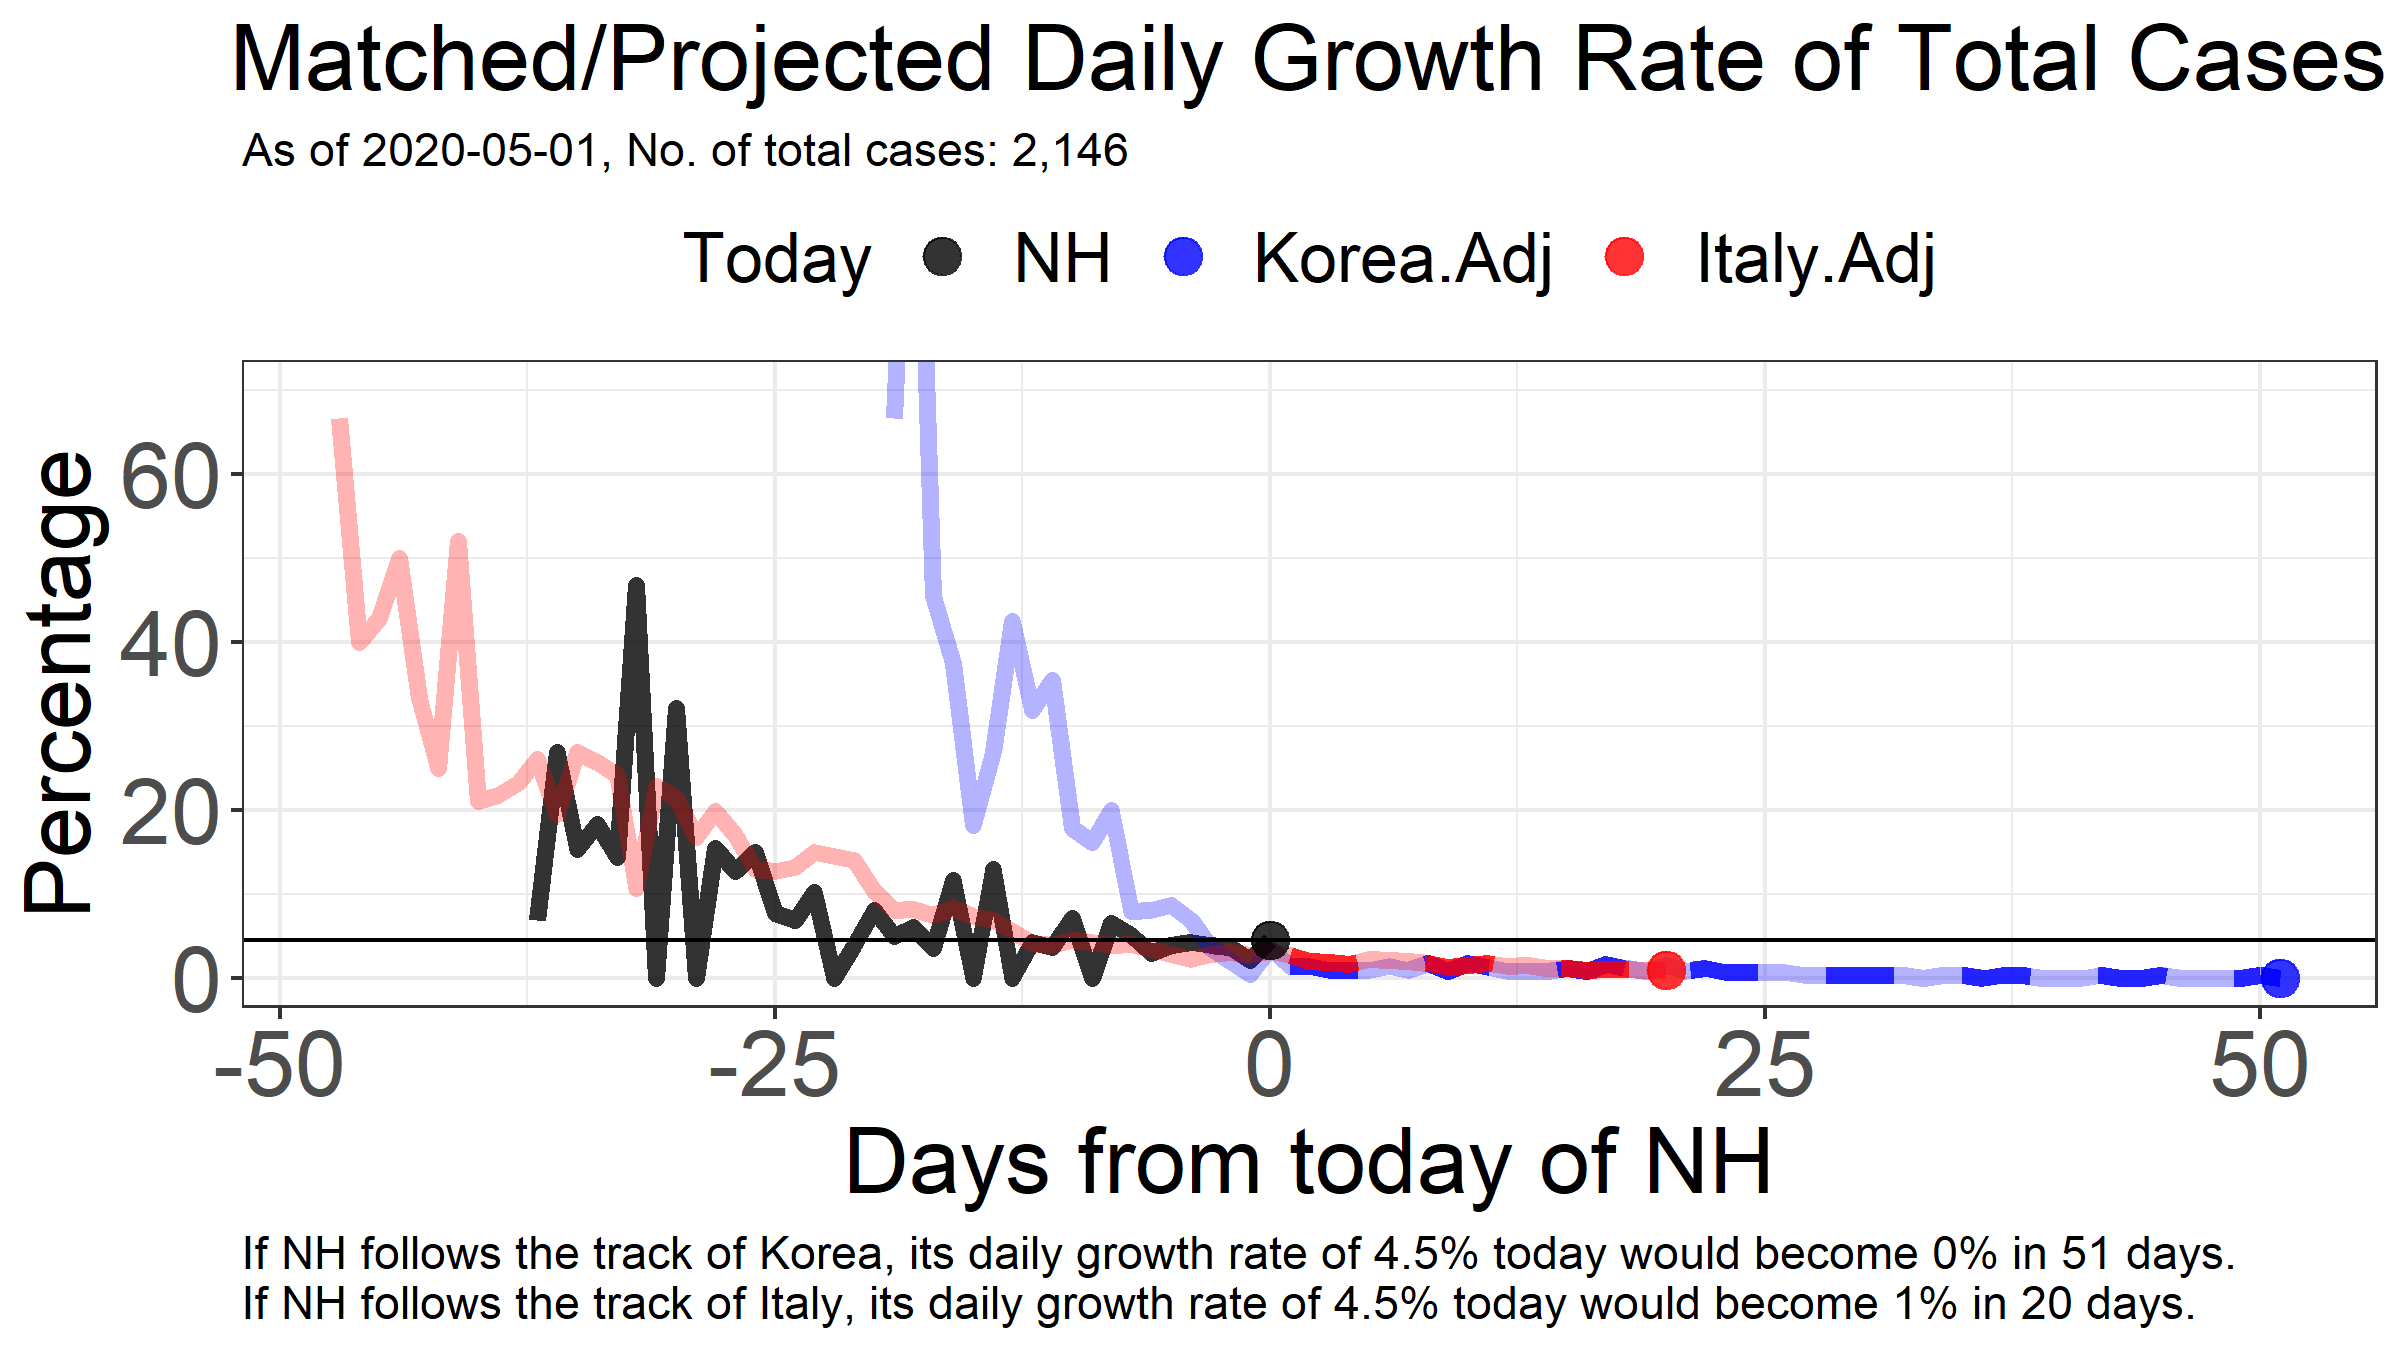 Matched/Projected Daily Growth Rate of Total Cases
As of 2020-05-01, No. of total cases: 2,146
Today NH Korea.Adj Italy.Adj
Percentage
60
40
20
0
-50 -25 0 25 50
Days from today of NH
If NH follows the track of Korea, its daily growth rate of 4.5% today would become 0% in 51 days.
If NH follows the track of Italy, its daily growth rate of 4.5% today would become 1% in 20 days.